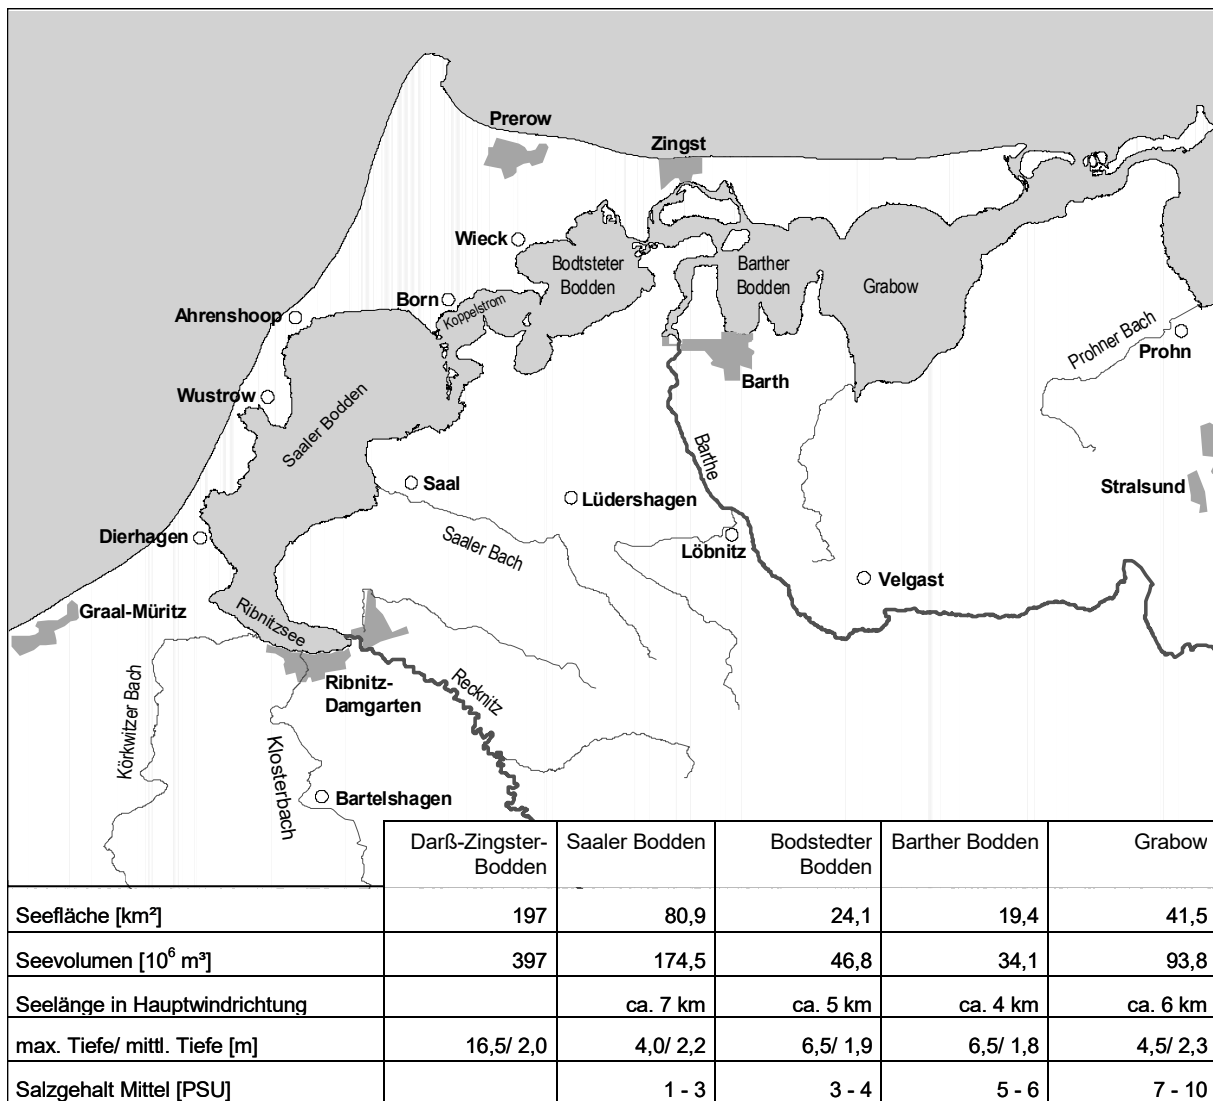 Prerow
Zingst
Wieck
Bodtsteter
Bodden
Barther
Bodden
Grabow
Born
Koppelstrom
Ahrenshoop
Prohner Bach
Prohn
Barth
Wustrow
Saaler Bodden
Barthe
Saal
Lüdershagen
Stralsund
Dierhagen
Saaler Bach
Löbnitz
Velgast
Graal-Müritz
Ribnitzsee
Ribnitz-
Damgarten
Recknitz
Körkwitzer Bach
Klosterbach
Bartelshagen
Darß-Zingster-
Bodden
Saaler Bodden
Bodstedter
Bodden
Barther Bodden
Grabow
Seefläche [km²] 197 80,9 24,1 19,4 41,5
Seevolumen [10⁶ m³] 397 174,5 46,8 34,1 93,8
Seelänge in Hauptwindrichtung ca. 7 km ca. 5 km ca. 4 km ca. 6 km
max. Tiefe/ mittl. Tiefe [m] 16,5/ 2,0 4,0/ 2,2 6,5/ 1,9 6,5/ 1,8 4,5/ 2,3
Salzgehalt Mittel [PSU] 1 - 3 3 - 4 5 - 6 7 - 10